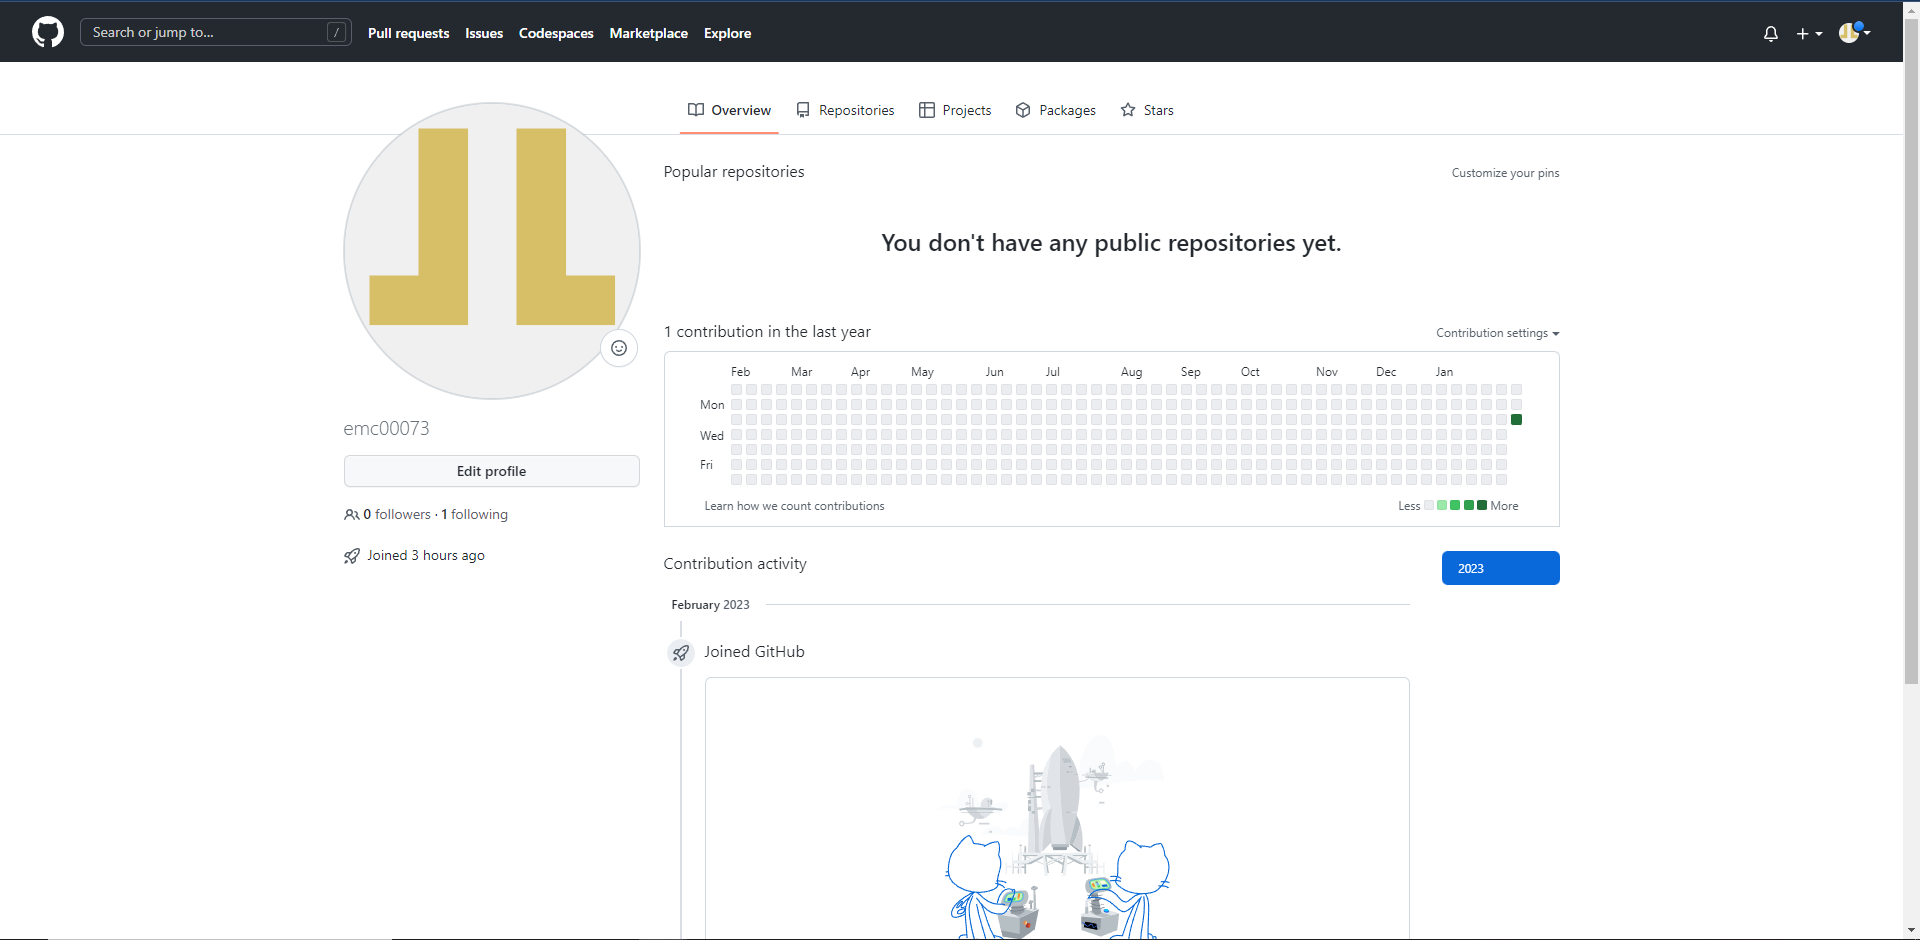 Search or jump to... /
Pull requests Issues Codespaces Marketplace Explore
Overview Repositories Projects Packages Stars
Popular repositories
Customize your pins
You don't have any public repositories yet.
1 contribution in the last year
Contribution settings
Feb Mar Apr May Jun Jul Aug Sep Oct Nov Dec Jan
Mon
Wed
Fri
Learn how we count contributions
Less More
emc00073
Edit profile
0 followers · 1 following
Joined 3 hours ago
Contribution activity
2023
February 2023
Joined GitHub